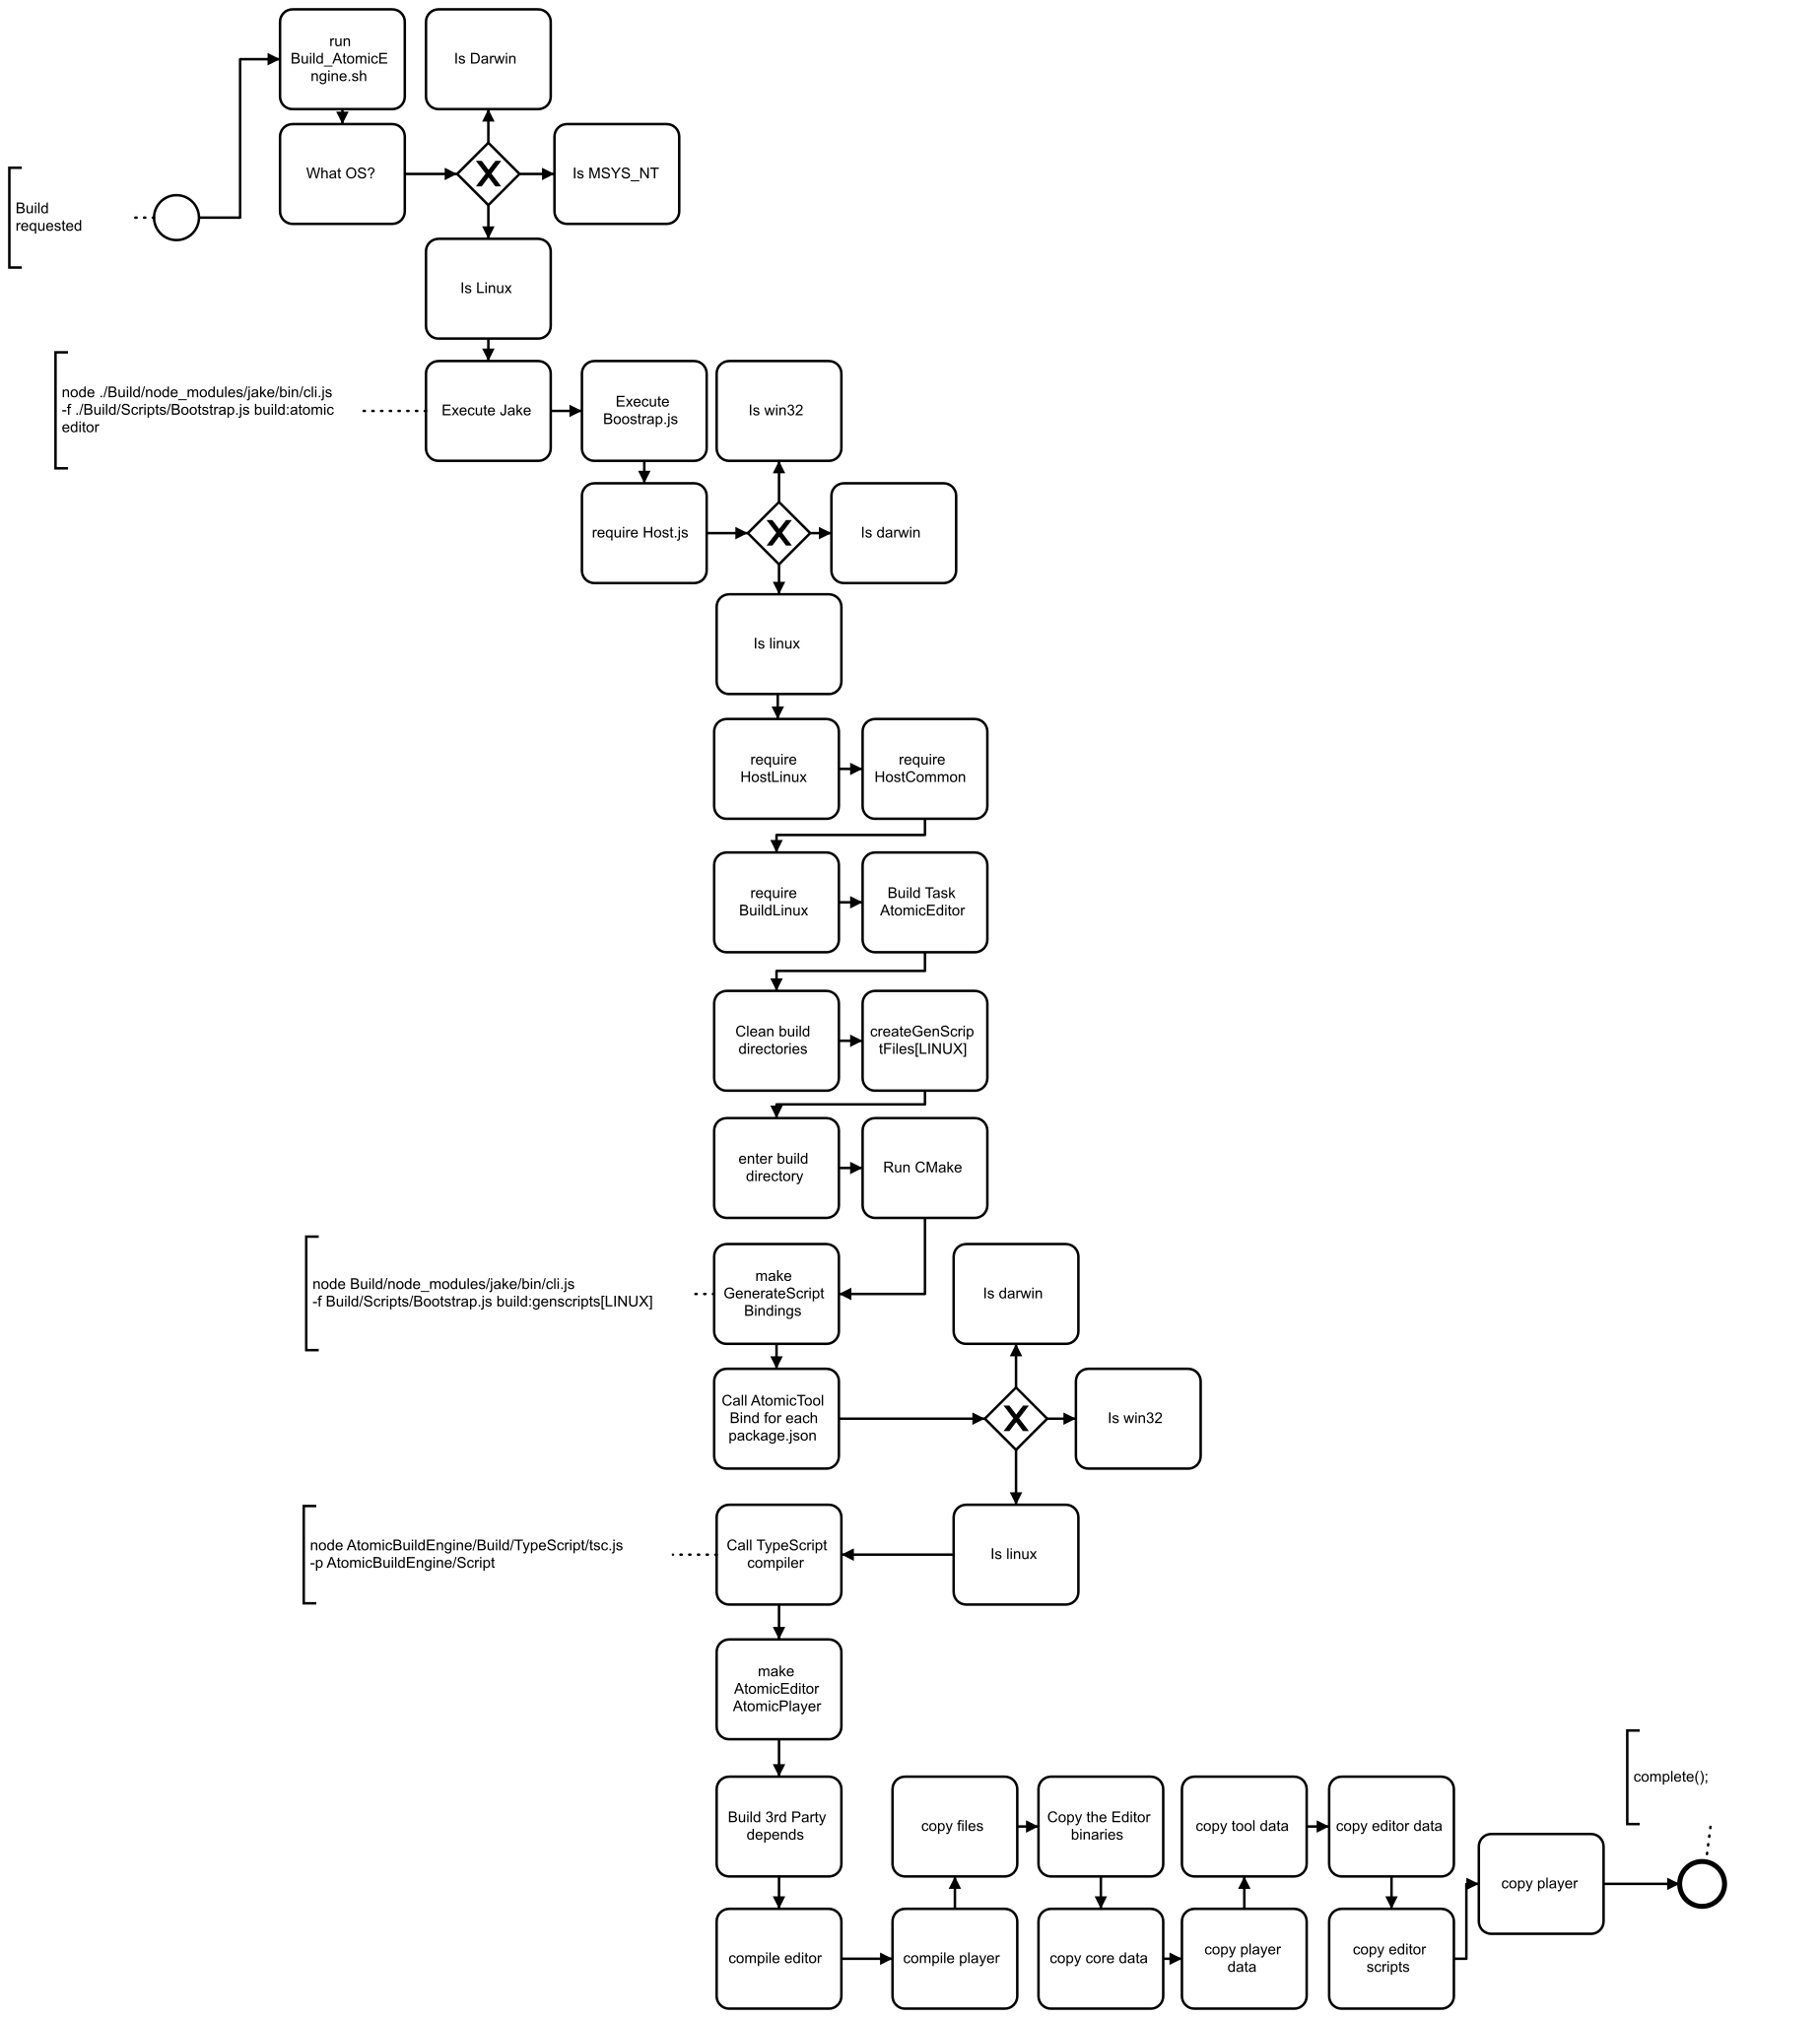 run
Build_AtomicE
ngine.sh
Is Darwin
What OS?
X
Is MSYS_NT
Build
requested
Is Linux
node ./Build/node_modules/jake/bin/cli.js
-f ./Build/Scripts/Bootstrap.js build:atomic
editor
Execute Jake
Execute
Boostrap.js
Is win32
require Host.js
X
Is darwin
Is linux
require
HostLinux
require
HostCommon
require
BuildLinux
Build Task
AtomicEditor
Clean build
directories
createGenScrip
tFiles[LINUX]
enter build
directory
Run CMake
node Build/node_modules/jake/bin/cli.js
-f Build/Scripts/Bootstrap.js build:genscripts[LINUX]
make
GenerateScript
Bindings
Is darwin
Call AtomicTool
Bind for each
package.json
X
Is win32
node AtomicBuildEngine/Build/TypeScript/tsc.js
-p AtomicBuildEngine/Script
Call TypeScript
compiler
Is linux
make
AtomicEditor
AtomicPlayer
complete();
Build 3rd Party
depends
copy files
Copy the Editor
binaries
copy tool data
copy editor data
copy player
compile editor
compile player
copy core data
copy player
data
copy editor
scripts